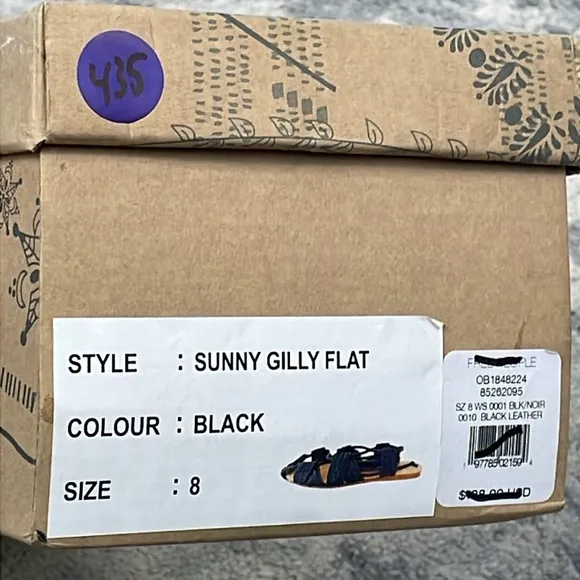 435
STYLE : SUNNY GILLY FLAT
COLOUR : BLACK
SIZE : 8
OB1848224
85262095
SZ 8 WS 0001 BLK/NOIR
0010 BLACK LEATHER